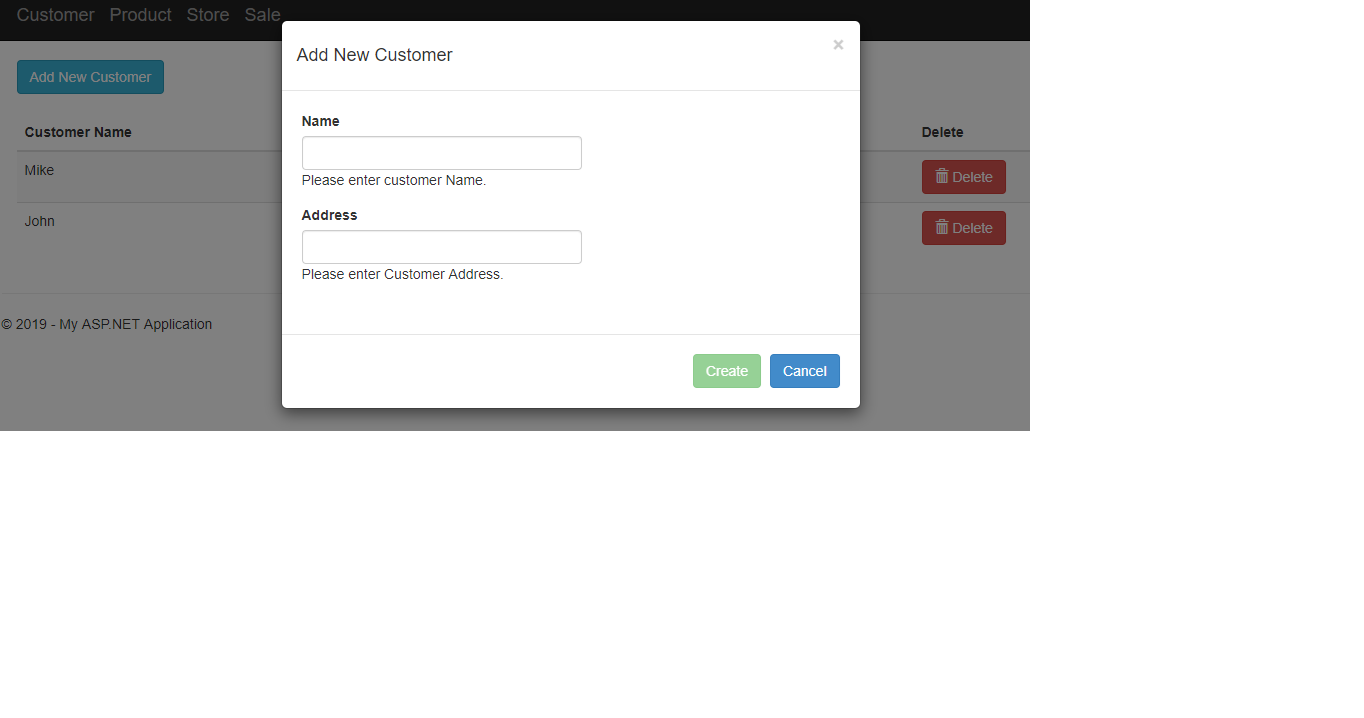 Customer Product Store Sale
Add New Customer
×
Add New Customer
Name
Please enter customer Name.
Address
Please enter Customer Address.
Create Cancel
Customer Name Delete
Mike Delete
John Delete
© 2019 - My ASP.NET Application